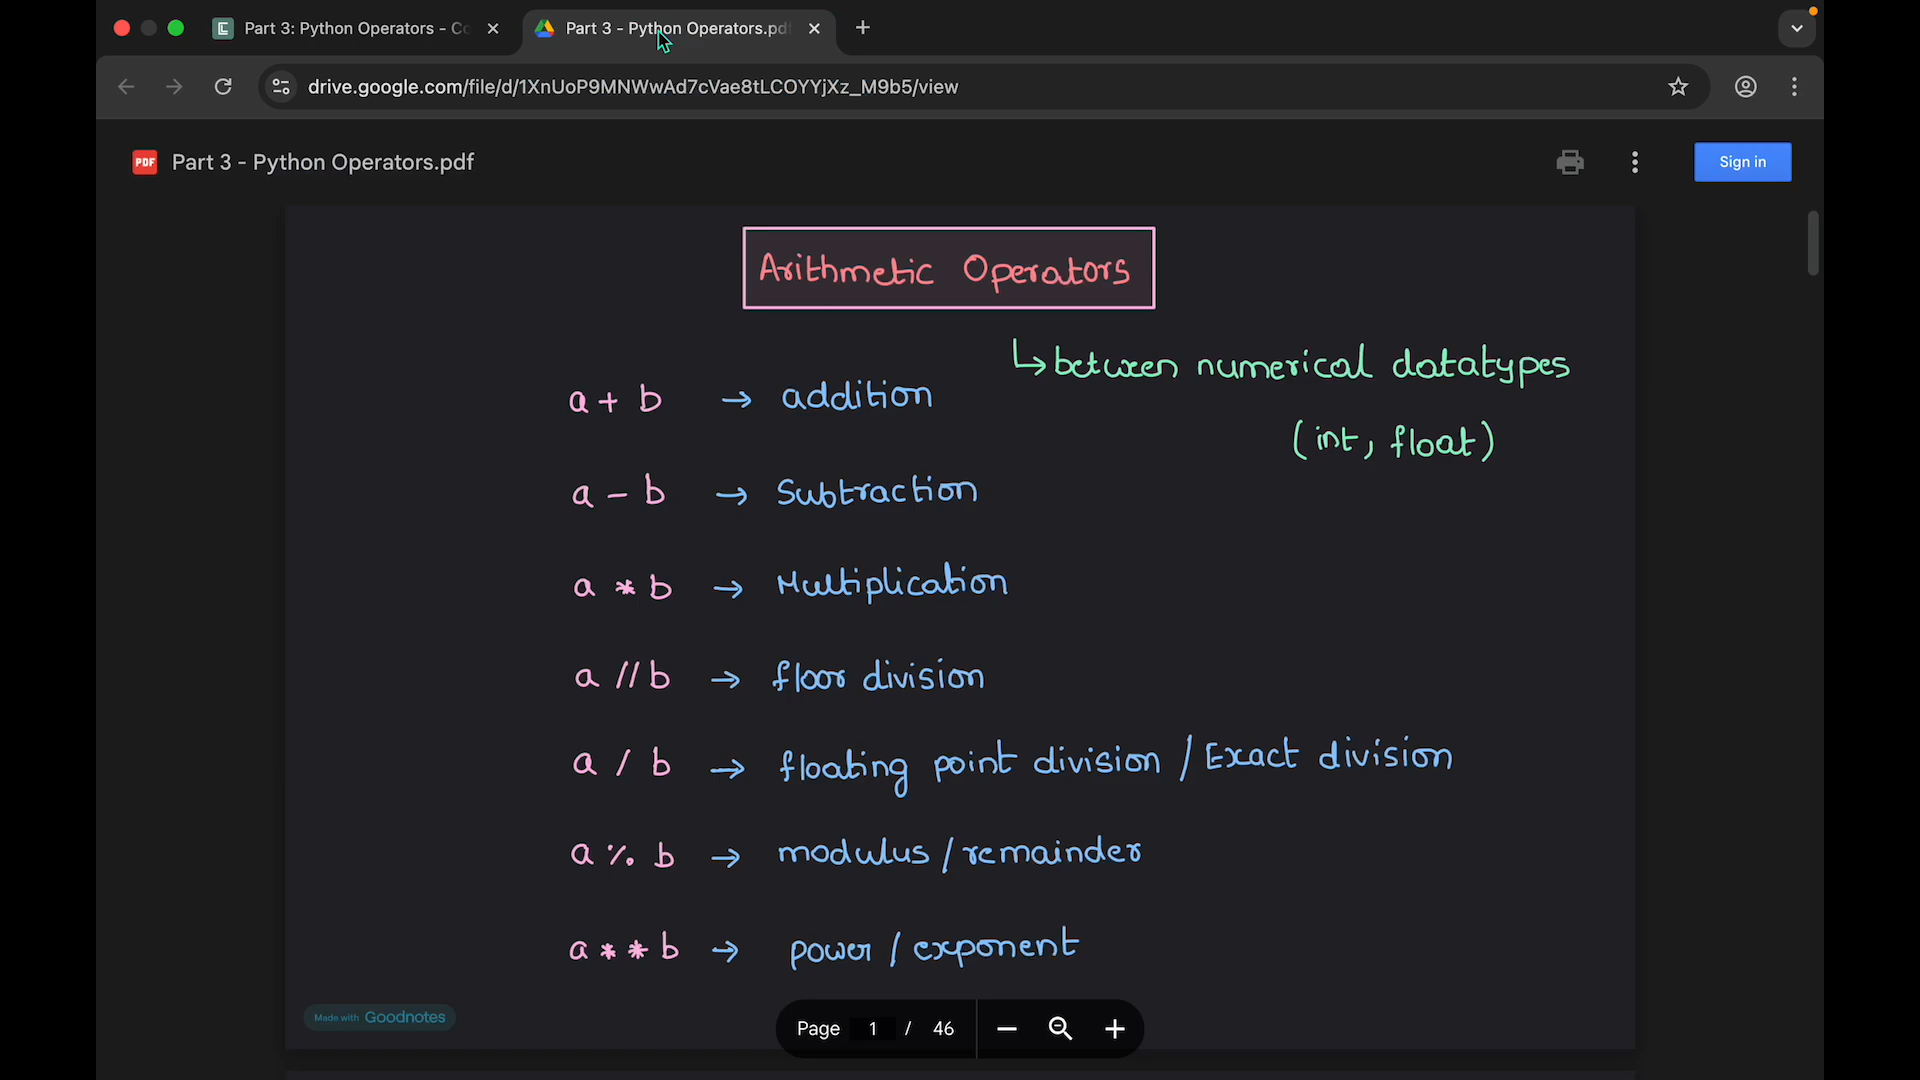 Part 3: Python Operators - Co
Part 3 - Python Operators.pdf
drive.google.com/file/d/1XnUoP9MNWwAd7cVae8tLCOYYjXz_M9b5/view
PDF Part 3 - Python Operators.pdf
Sign in
Arithmetic Operators
↳ between numerical datatypes
(int, float)
a + b → addition
a - b → Subtraction
a * b → Multiplication
a // b → floor division
a / b → floating point division / Exact division
a % b → modulus / remainder
a * * b → power / exponent
Made with Goodnotes
Page 1 / 46